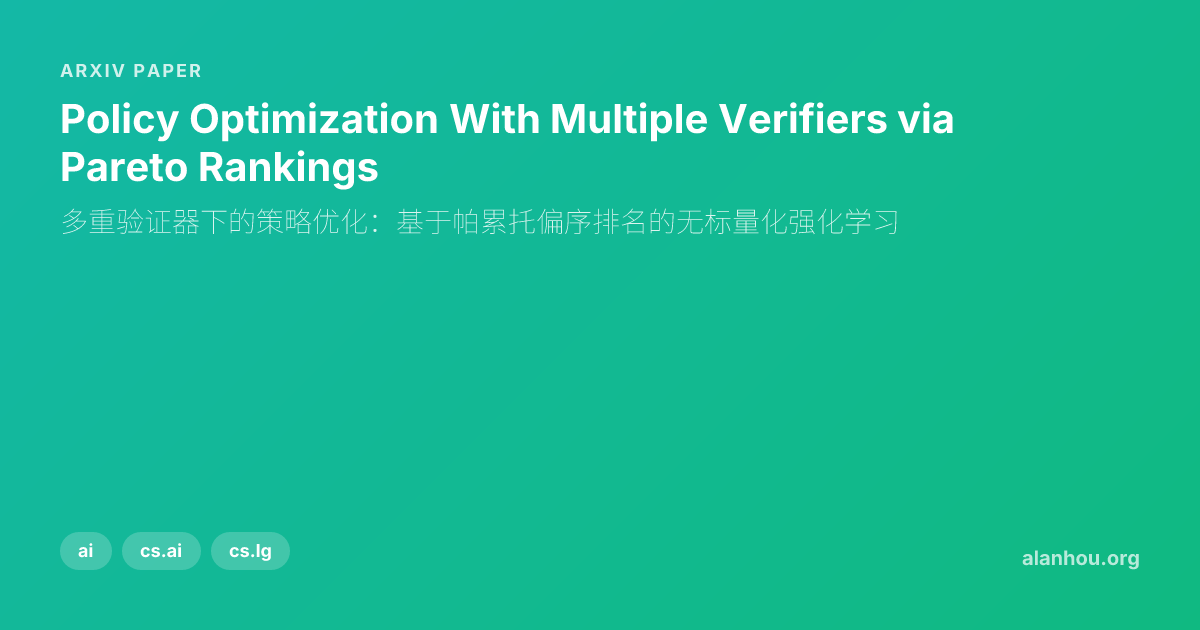 ARXIV PAPER
Policy Optimization With Multiple Verifiers via
Pareto Rankings
多重验证器下的策略优化：基于帕累托偏序排名的无标量化强化学习
ai
cs.ai
cs.lg
alanhou.org